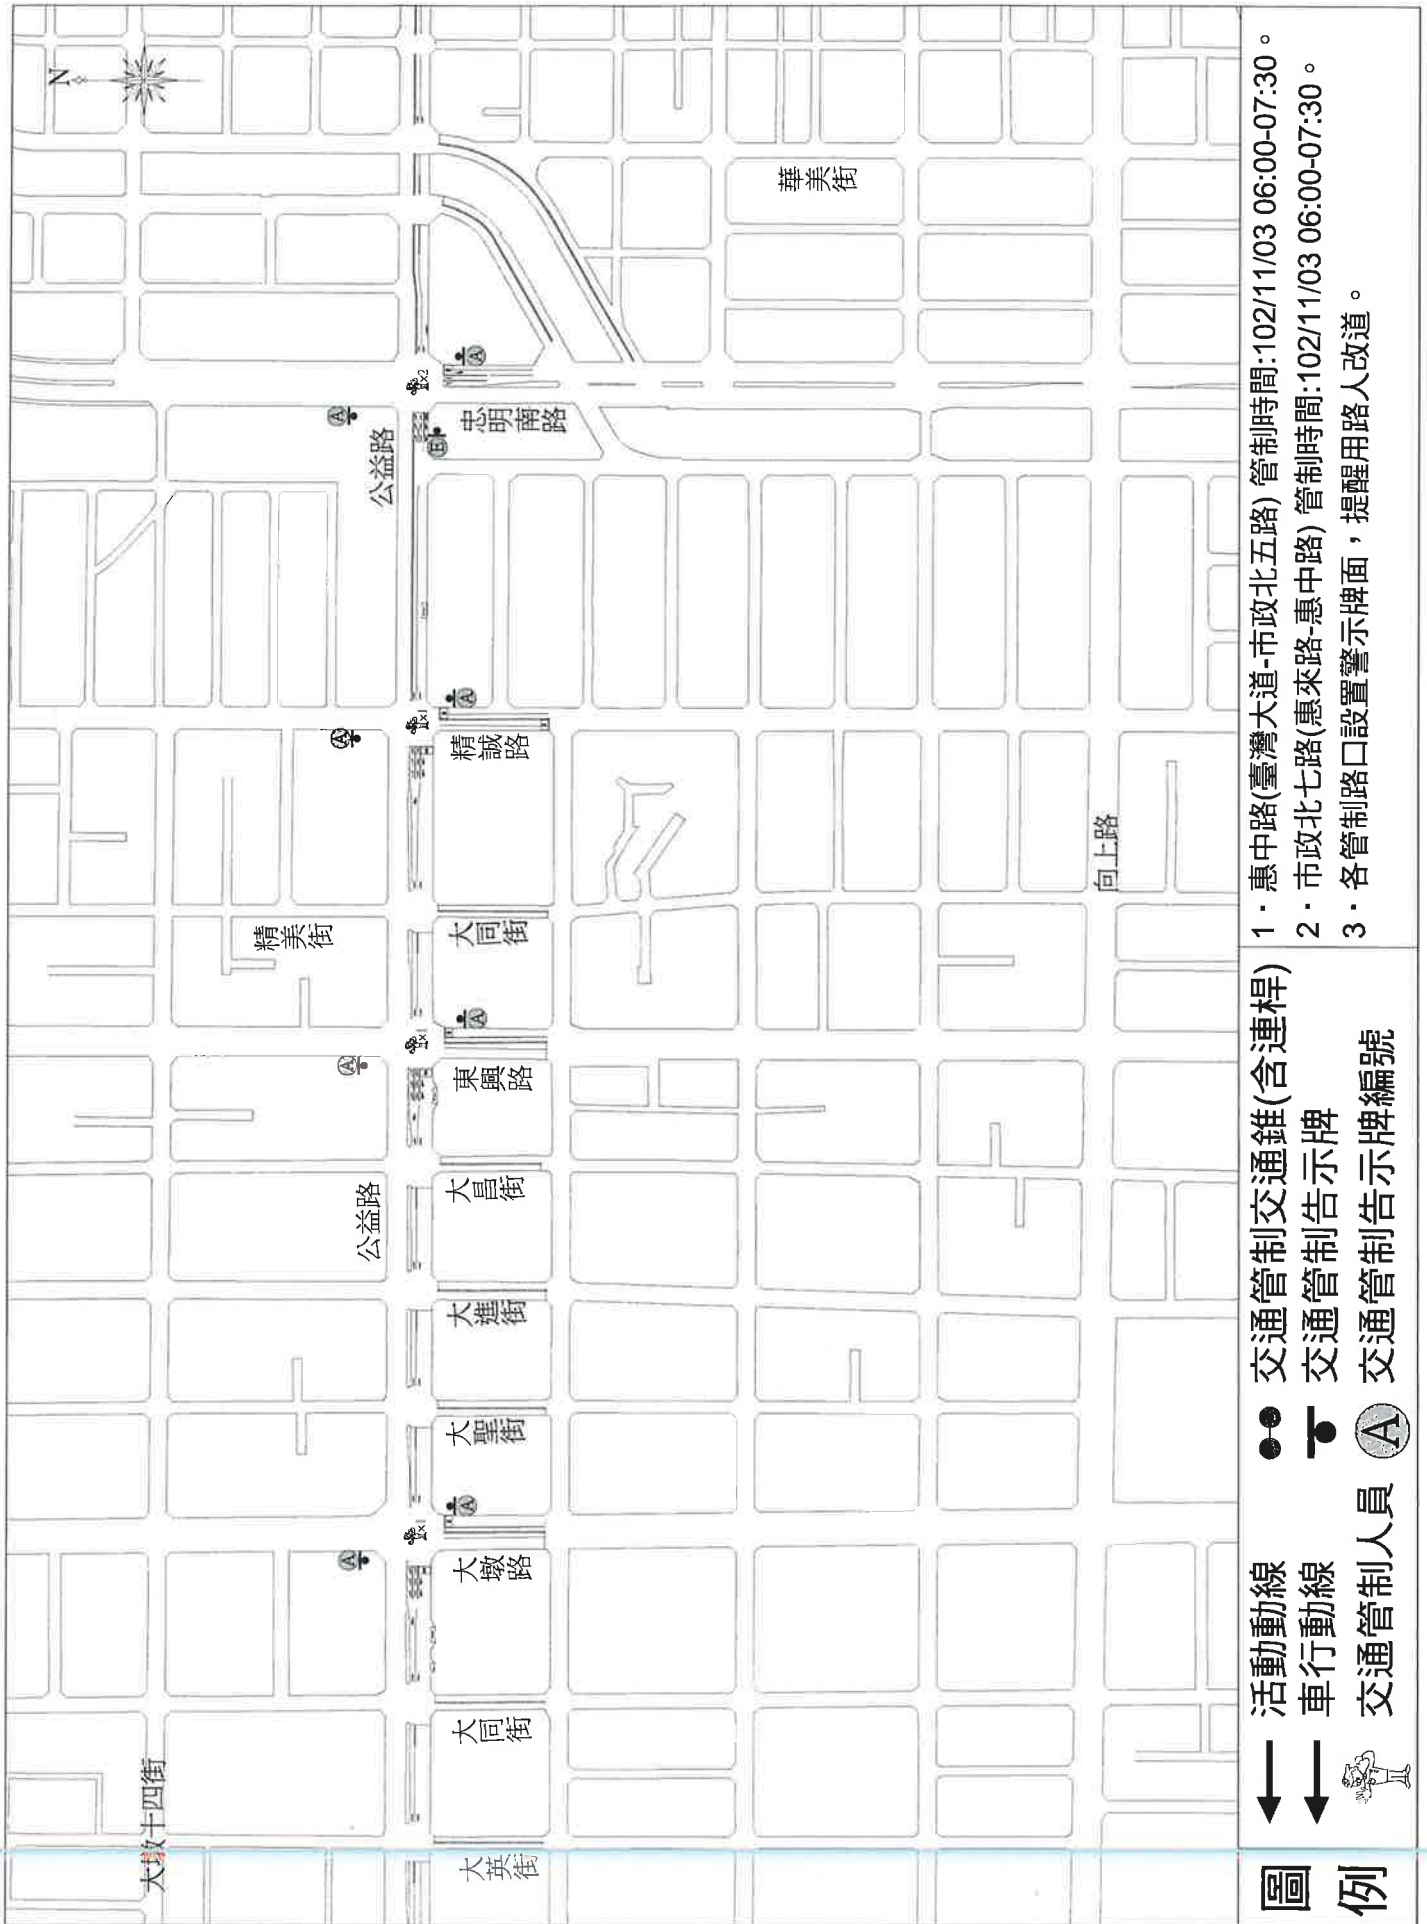 N
華美街
忠明南路
公益路
精誠路
精美街
大同街
向上路
東興路
大昌街
公益路
大進街
大聖街
大墩路
大同街
大墩十四街
大英街
A
A
E
A
A
A
A
A
A
x2
x1
x1
x1
圖例
活動動線
車行動線
交通管制人員
交通管制交通錐(含連桿)
交通管制告示牌
A 交通管制告示牌編號
1．惠中路(臺灣大道-市政北五路) 管制時間:102/11/03 06:00-07:30。
2．市政北七路(惠來路-惠中路) 管制時間:102/11/03 06:00-07:30。
3．各管制路口設置警示牌面，提醒用路人改道。